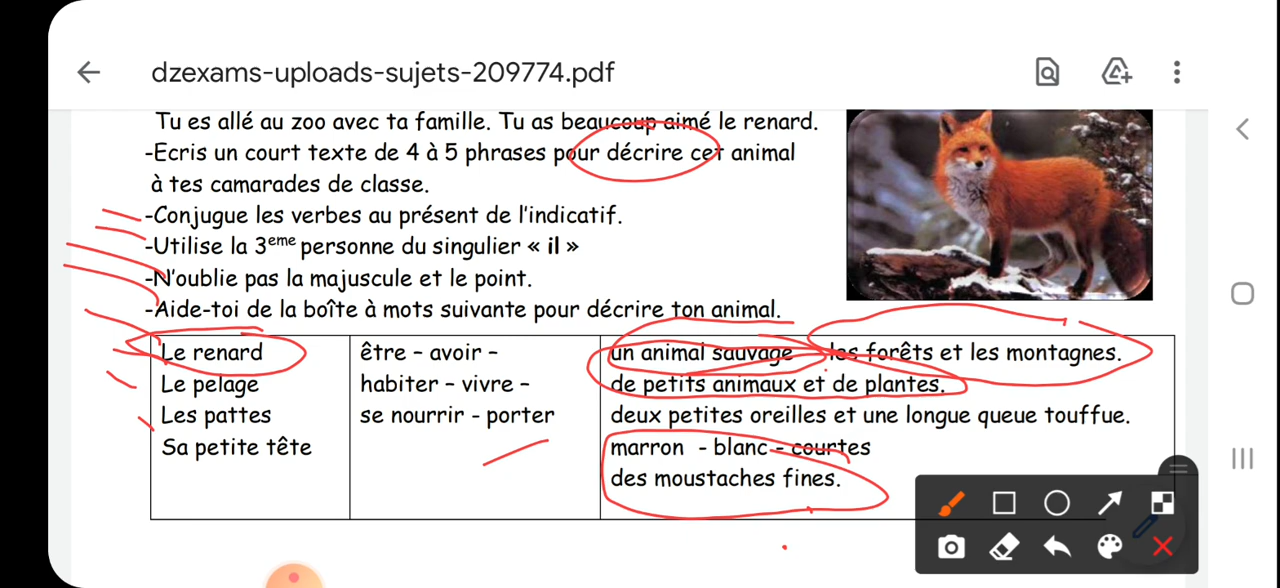 dzexams-uploads-sujets-209774.pdf
Tu es allé au zoo avec ta famille. Tu as beaucoup aimé le renard.
-Ecris un court texte de 4 à 5 phrases pour décrire cet animal
à tes camarades de classe.
-Conjugue les verbes au présent de l'indicatif.
-Utilise la 3eme personne du singulier « il »
-N'oublie pas la majuscule et le point.
-Aide-toi de la boîte à mots suivante pour décrire ton animal.
Le renard
Le pelage
Les pattes
Sa petite tête
être – avoir –
habiter – vivre –
se nourrir - porter
un animal sauvage – les forêts et les montagnes.
de petits animaux et de plantes.
deux petites oreilles et une longue queue touffue.
marron - blanc - courtes
des moustaches fines.